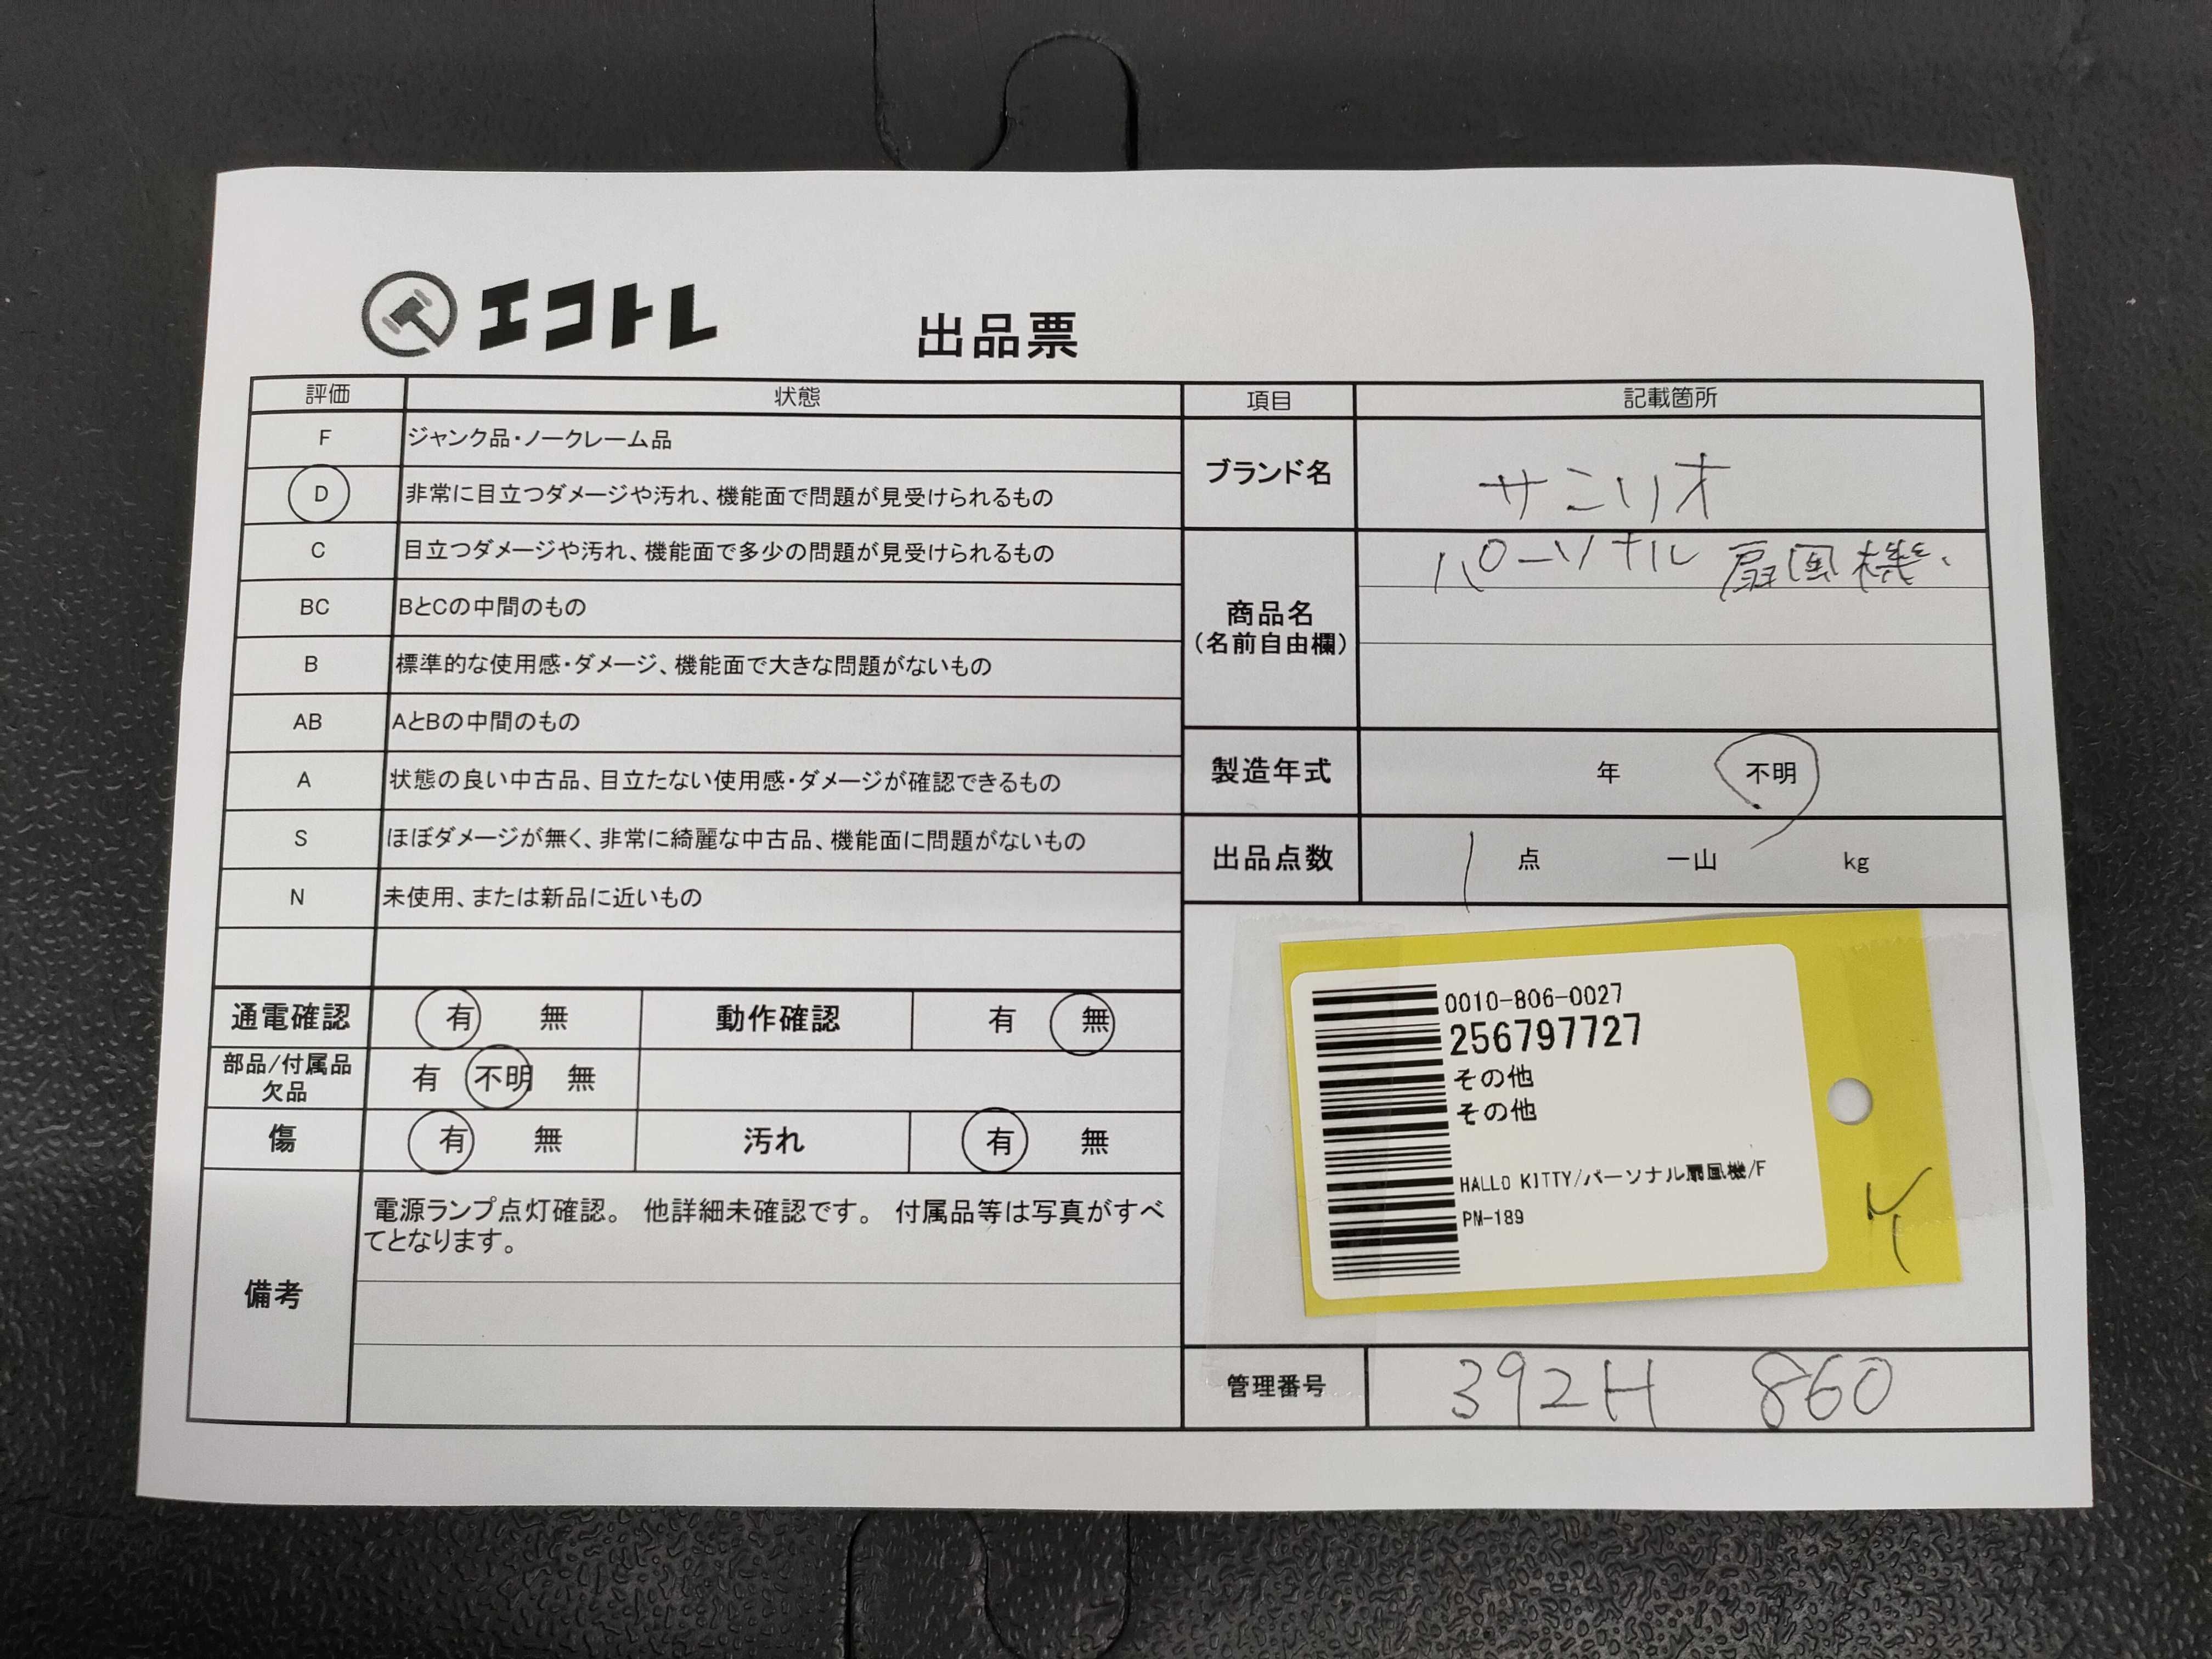 エコトレ
出品票
評価 状態
F ジャンク品・ノークレーム品
D 非常に目立つダメージや汚れ、機能面で問題が見受けられるもの
C 目立つダメージや汚れ、機能面で多少の問題が見受けられるもの
BC BとCの中間のもの
B 標準的な使用感・ダメージ、機能面で大きな問題がないもの
AB AとBの中間のもの
A 状態の良い中古品、目立たない使用感・ダメージが確認できるもの
S ほぼダメージが無く、非常に綺麗な中古品、機能面に問題がないもの
N 未使用、または新品に近いもの
通電確認 有 無 動作確認 有 無
部品/付属品
欠品
有 不明 無
傷 有 無 汚れ 有 無
備考
電源ランプ点灯確認。 他詳細未確認です。 付属品等は写真がすべ
てとなります。
項目 記載箇所
ブランド名 サンリオ
商品名
(名前自由欄)
パーソナル扇風機
製造年式 年 不明
出品点数 1 点 一山 kg
0010-806-0027
256797727
その他
その他
HALLO KITTY/パーソナル扇風機/F
PM-189
管理番号 392H 860